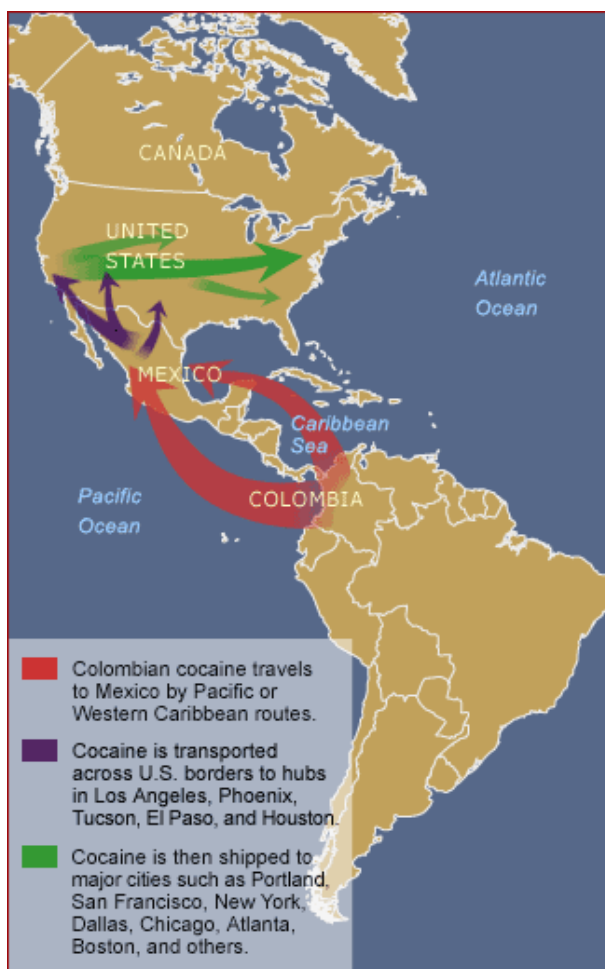 CANADA
UNITED
STATES
Atlantic
Ocean
MEXICO
Caribbean
Sea
Pacific
Ocean
COLOMBIA
Colombian cocaine travels
to Mexico by Pacific or
Western Caribbean routes.
Cocaine is transported
across U.S. borders to hubs
in Los Angeles, Phoenix,
Tucson, El Paso, and Houston.
Cocaine is then shipped to
major cities such as Portland,
San Francisco, New York,
Dallas, Chicago, Atlanta,
Boston, and others.